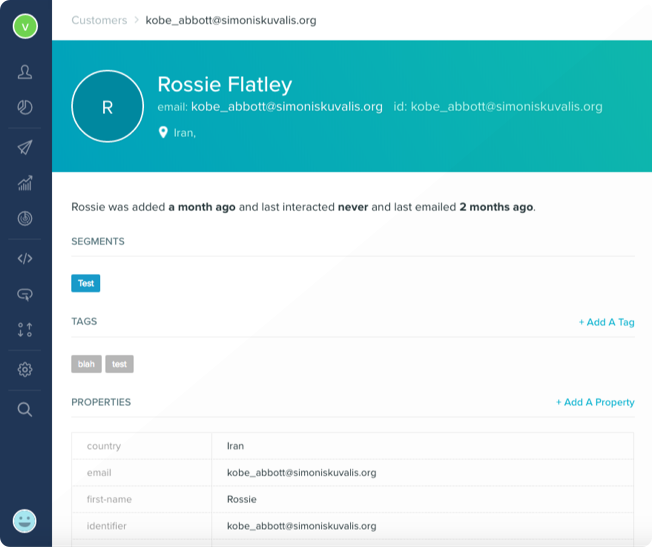 V
Customers > kobe_abbott@simoniskuvalis.org
R
Rossie Flatley
email: kobe_abbott@simoniskuvalis.org id: kobe_abbott@simoniskuvalis.org
Iran,
Rossie was added a month ago and last interacted never and last emailed 2 months ago.
SEGMENTS
Test
TAGS + Add A Tag
blah test
PROPERTIES + Add A Property
country Iran
email kobe_abbott@simoniskuvalis.org
first-name Rossie
identifier kobe_abbott@simoniskuvalis.org